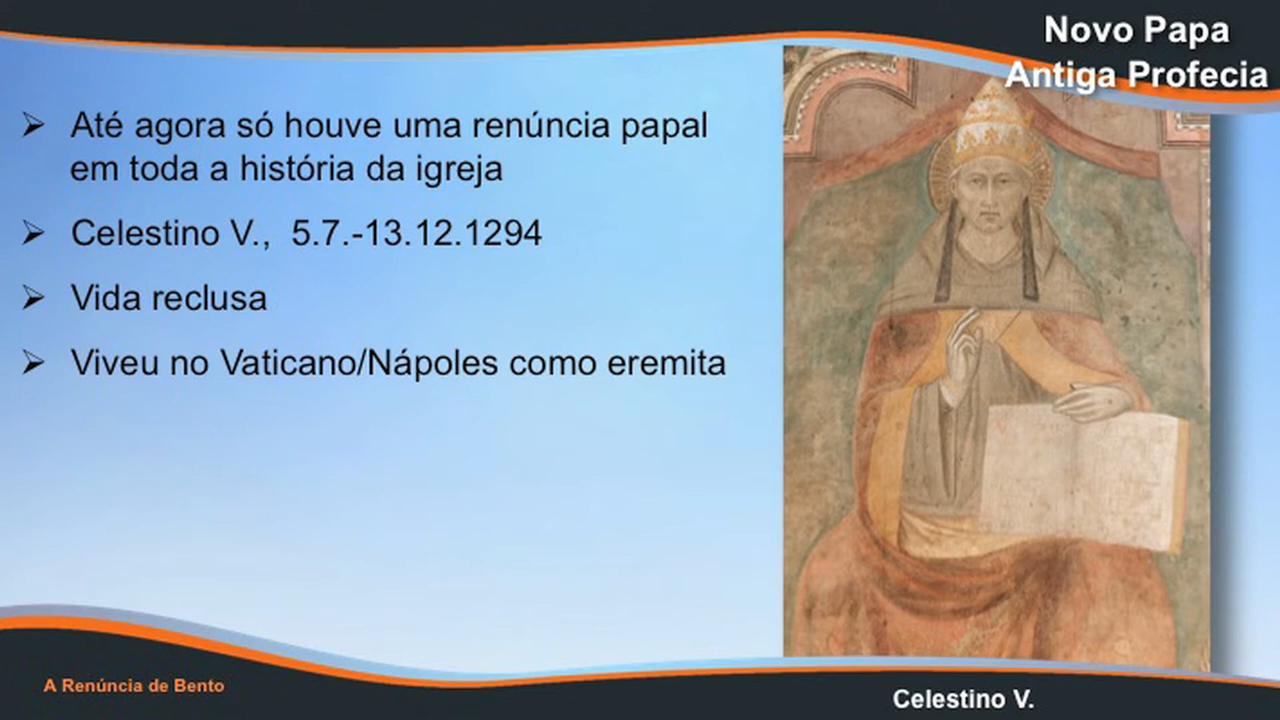 Novo Papa
Antiga Profecia
Até agora só houve uma renúncia papal
em toda a história da igreja
Celestino V., 5.7.-13.12.1294
Vida reclusa
Viveu no Vaticano/Nápoles como eremita
A Renúncia de Bento
Celestino V.